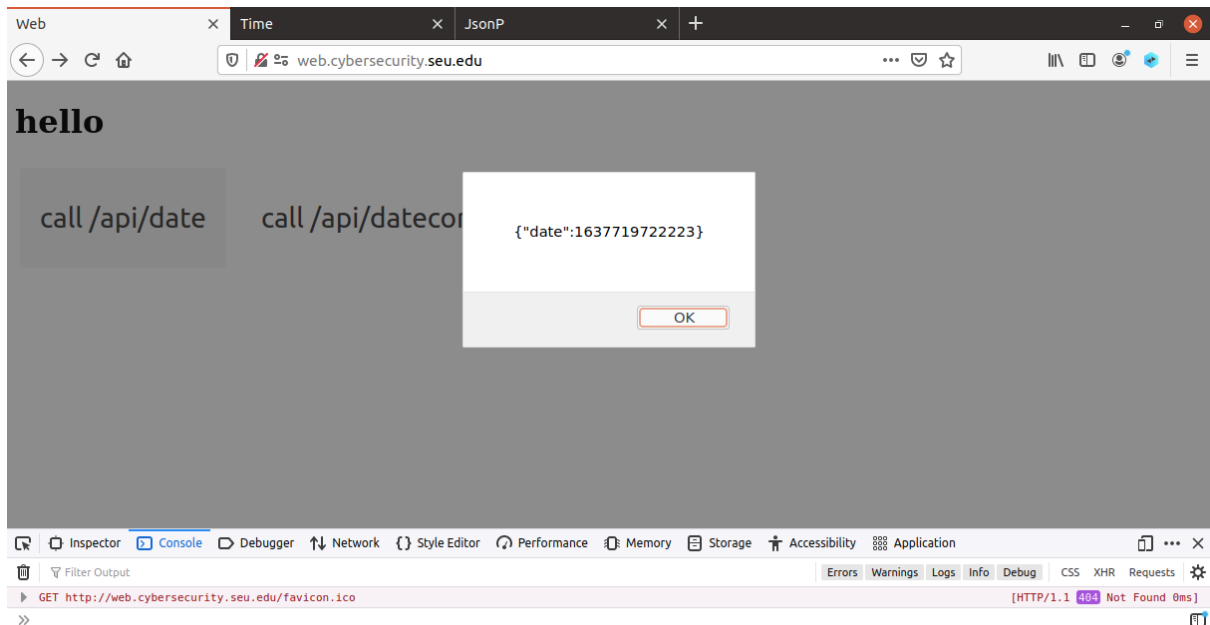 Web Time JsonP
web.cybersecurity.seu.edu
hello
call /api/date call /api/datecor
{"date":1637719722223}
OK
Inspector Console Debugger Network Style Editor Performance Memory Storage Accessibility Application
Filter Output Errors Warnings Logs Info Debug CSS XHR Requests
GET http://web.cybersecurity.seu.edu/favicon.ico [HTTP/1.1 404 Not Found 0ms]